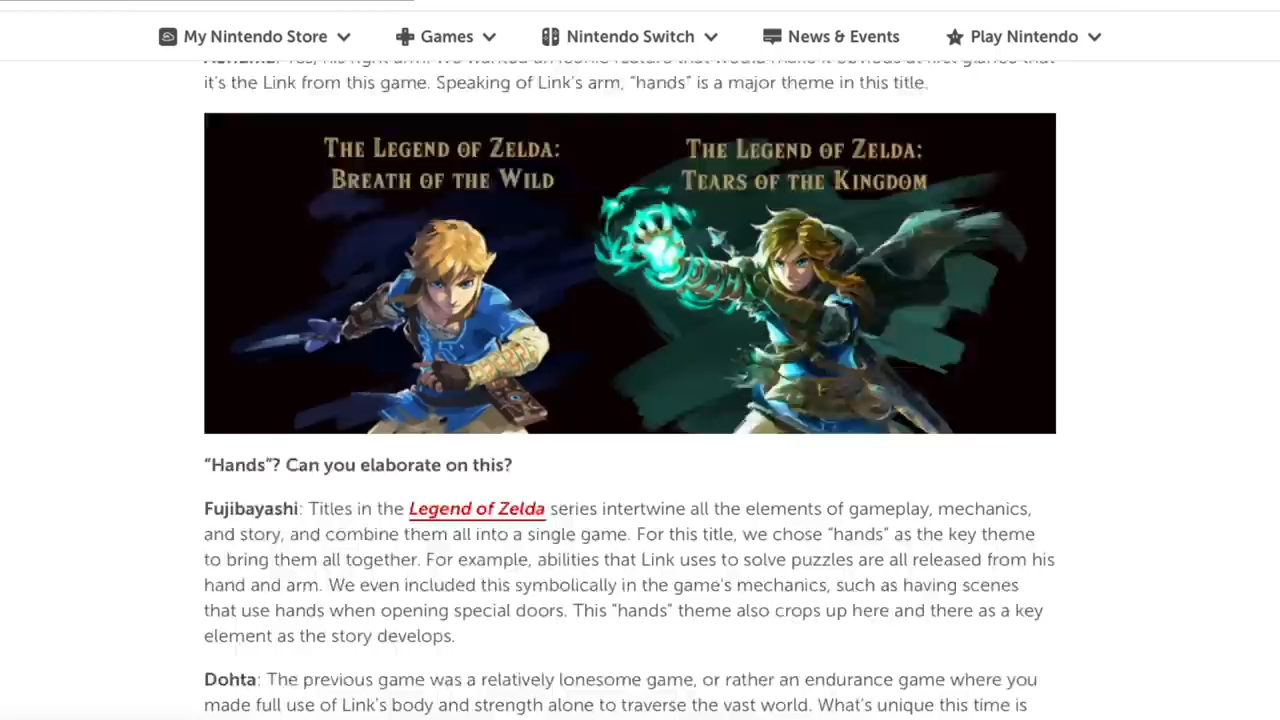 My Nintendo Store
Games
Nintendo Switch
News & Events
Play Nintendo
it's the Link from this game. Speaking of Link's arm, "hands" is a major theme in this title.
THE LEGEND OF ZELDA:
BREATH OF THE WILD
THE LEGEND OF ZELDA:
TEARS OF THE KINGDOM
"Hands"? Can you elaborate on this?
Fujibayashi: Titles in the Legend of Zelda series intertwine all the elements of gameplay, mechanics,
and story, and combine them all into a single game. For this title, we chose "hands" as the key theme
to bring them all together. For example, abilities that Link uses to solve puzzles are all released from his
hand and arm. We even included this symbolically in the game's mechanics, such as having scenes
that use hands when opening special doors. This "hands" theme also crops up here and there as a key
element as the story develops.
Dohta: The previous game was a relatively lonesome game, or rather an endurance game where you
made full use of Link's body and strength alone to traverse the vast world. What's unique this time is